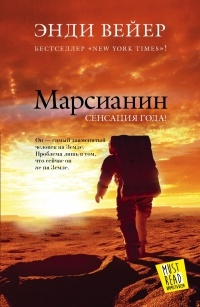 ЭНДИ ВЕЙЕР
БЕСТСЕЛЛЕР «NEW YORK TIMES»!
Марсианин
СЕНСАЦИЯ ГОДА!
Он — самый знаменитый
человек на Земле.
Проблема лишь в том,
что сейчас он
не на Земле.
MUST
READ